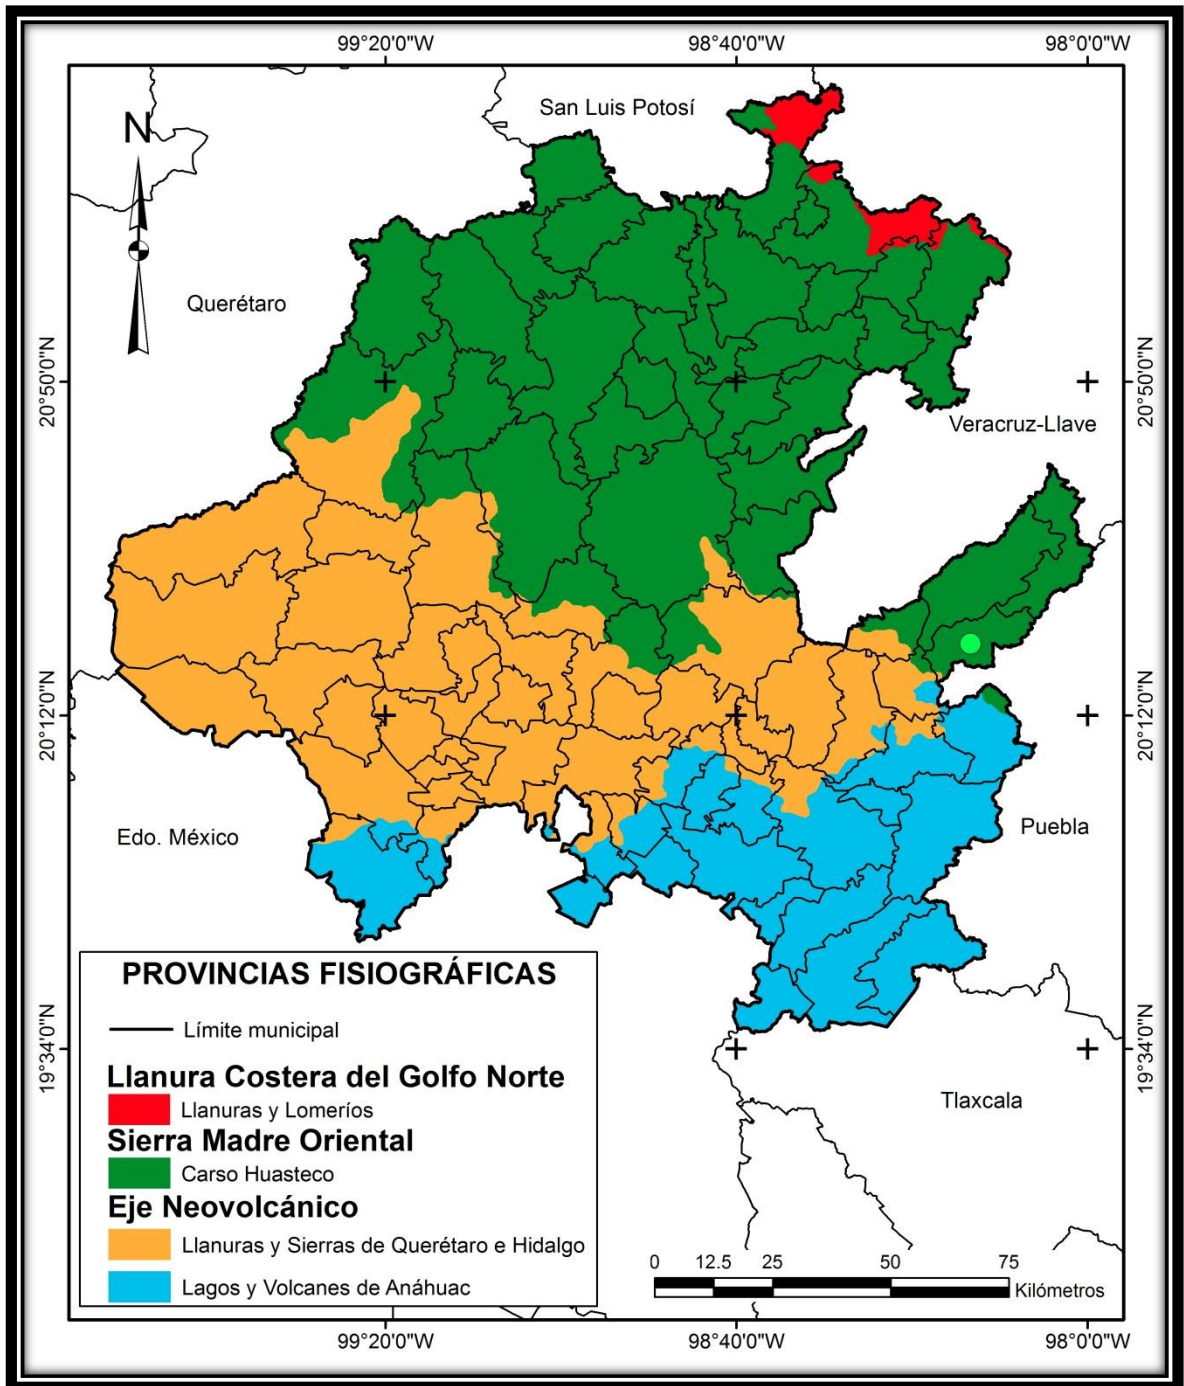 99°20'0"W
98°40'0"W
98°0'0"W
San Luis Potosí
N
Querétaro
20°50'0"N
20°50'0"N
Veracruz-Llave
20°12'0"N
20°12'0"N
Edo. México
Puebla
PROVINCIAS FISIOGRÁFICAS
Límite municipal
19°34'0"N
19°34'0"N
Llanura Costera del Golfo Norte
Llanuras y Lomeríos
Tlaxcala
Sierra Madre Oriental
Carso Huasteco
Eje Neovolcánico
Llanuras y Sierras de Querétaro e Hidalgo
Lagos y Volcanes de Anáhuac
0 12.5 25 50 75
Kilómetros
99°20'0"W
98°40'0"W
98°0'0"W